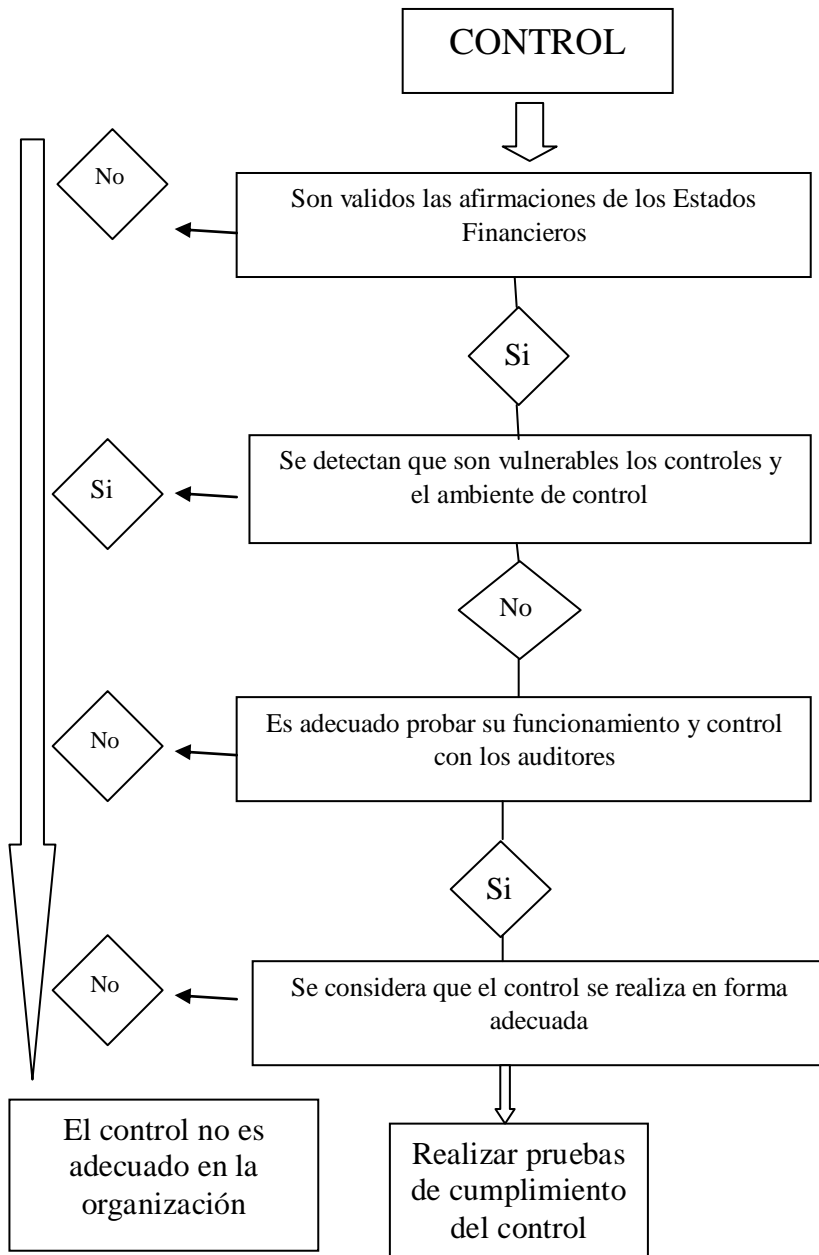 CONTROL
No
Son validos las afirmaciones de los Estados
Financieros
Si
Si
Se detectan que son vulnerables los controles y
el ambiente de control
No
No
Es adecuado probar su funcionamiento y control
con los auditores
Si
No
Se considera que el control se realiza en forma
adecuada
El control no es
adecuado en la
organización
Realizar pruebas
de cumplimiento
del control